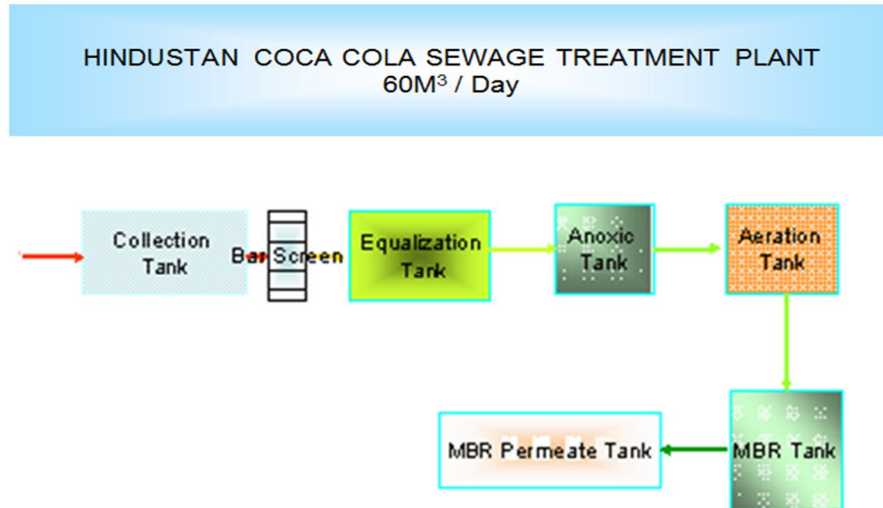 HINDUSTAN COCA COLA SEWAGE TREATMENT PLANT
60M³ / Day
Collection
Tank
Bar Screen
Equalization
Tank
Anoxic
Tank
Aeration
Tank
MBR Permeate Tank
MBR Tank